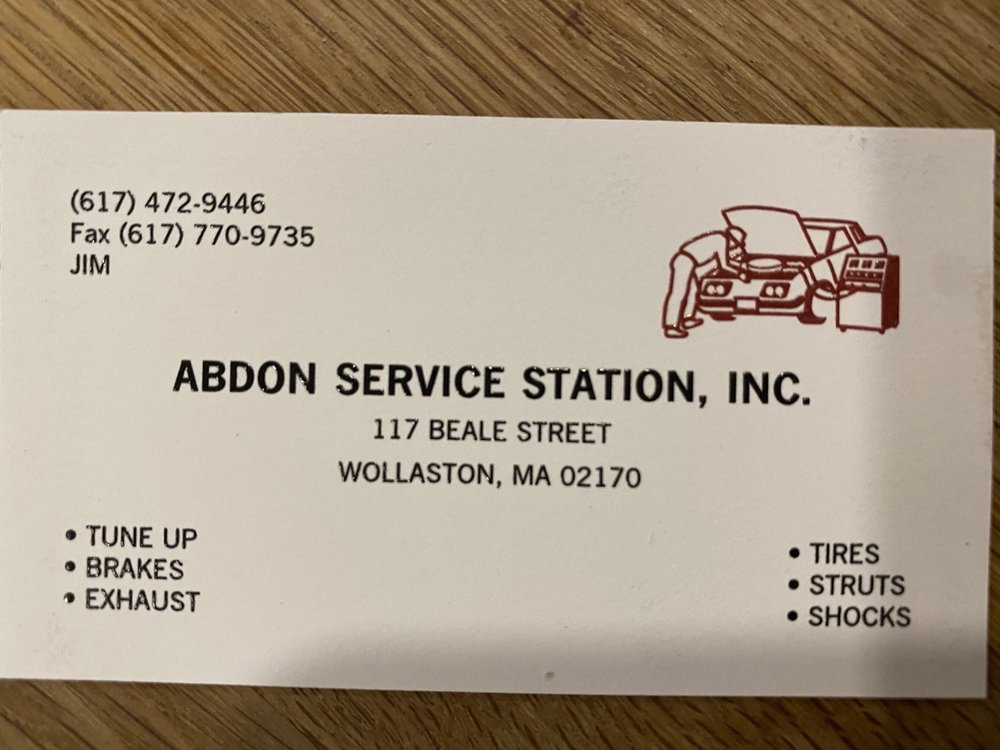 (617) 472-9446
Fax (617) 770-9735
JIM
ABDON SERVICE STATION, INC.
117 BEALE STREET
WOLLASTON, MA 02170
• TUNE UP
• BRAKES
• EXHAUST
• TIRES
• STRUTS
• SHOCKS